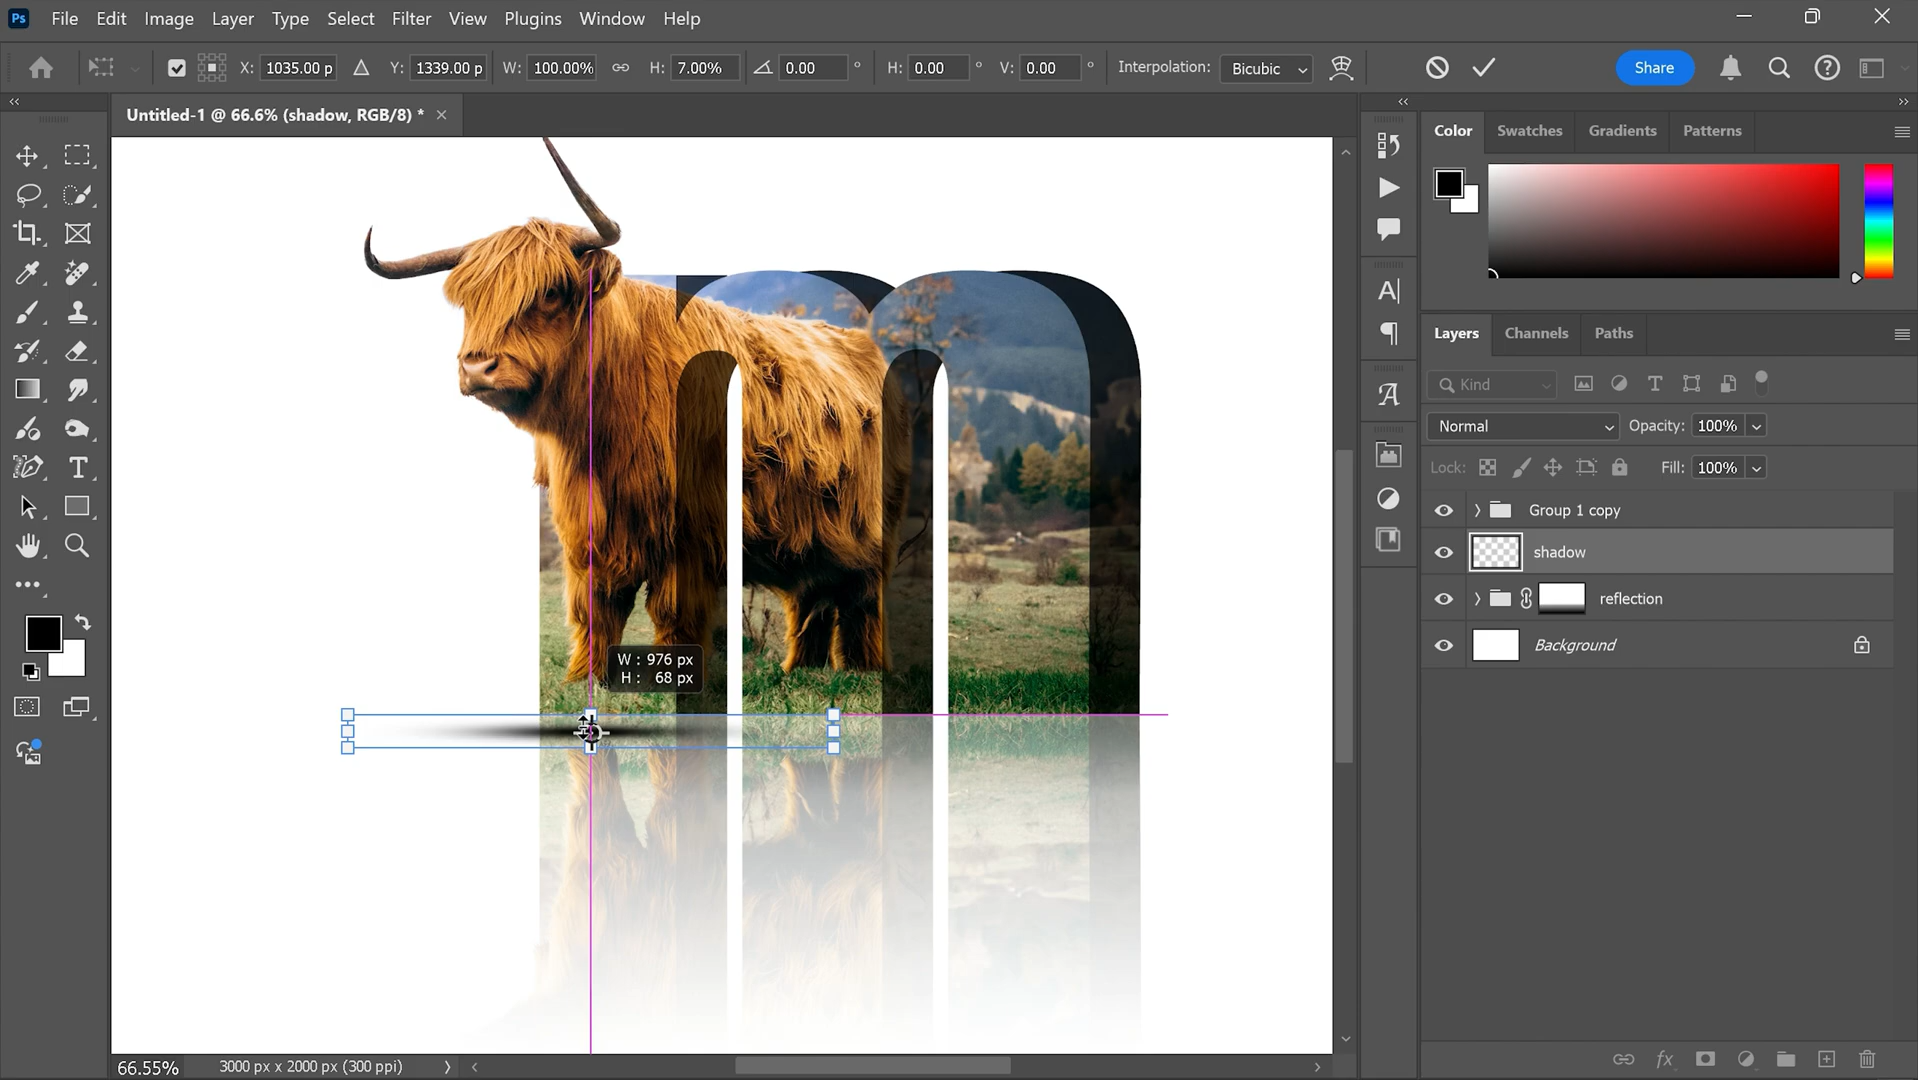 Ps File Edit Image Layer Type Select Filter View Plugins Window Help
X: 1035.00 p Y: 1339.00 p W: 100.00% H: 7.00% 0.00 ° H: 0.00 ° V: 0.00 ° Interpolation: Bicubic Share
Untitled-1 @ 66.6% (shadow, RGB/8) *
Color Swatches Gradients Patterns
Layers Channels Paths
Kind
Normal Opacity: 100%
Lock: Fill: 100%
Group 1 copy
shadow
reflection
Background
W : 976 px
H : 68 px
m
66.55% 3000 px x 2000 px (300 ppi)